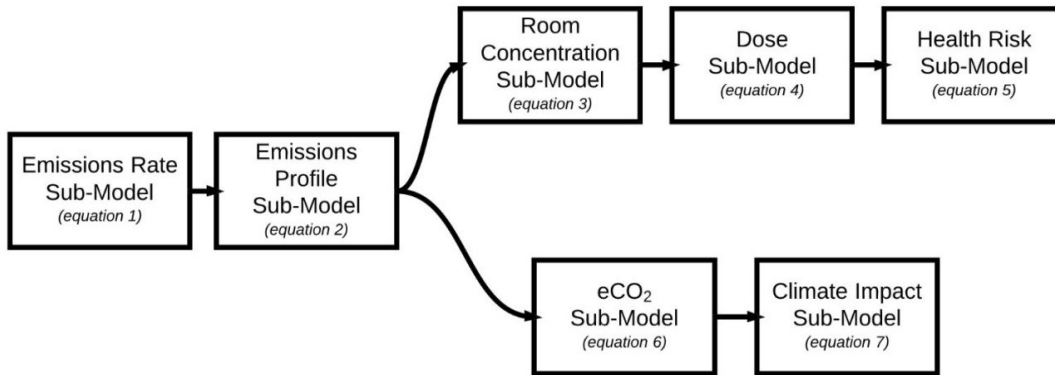 Emissions Rate
Sub-Model
(equation 1)
Emissions
Profile
Sub-Model
(equation 2)
Room
Concentration
Sub-Model
(equation 3)
Dose
Sub-Model
(equation 4)
Health Risk
Sub-Model
(equation 5)
eCO₂
Sub-Model
(equation 6)
Climate Impact
Sub-Model
(equation 7)